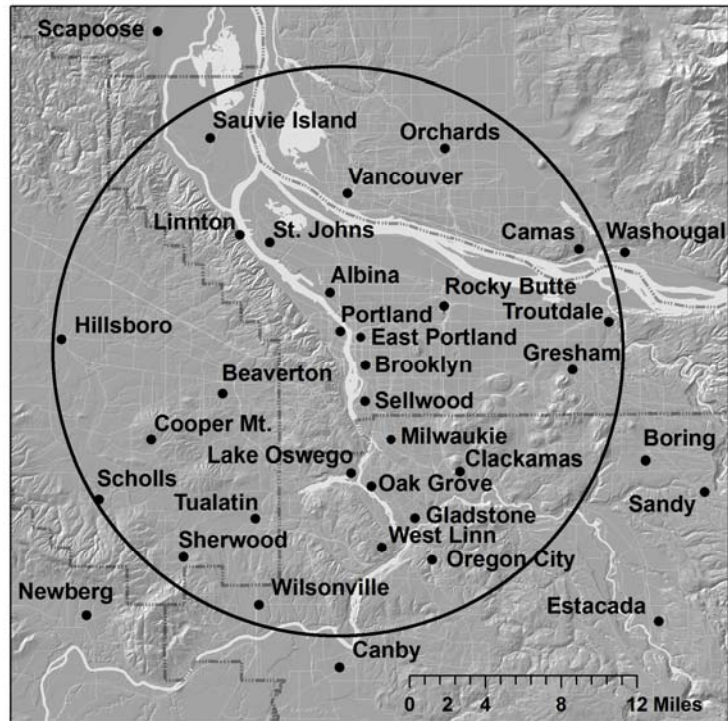 Scapoose
Sauvie Island
Orchards
Vancouver
Linnton
St. Johns
Camas
Washougal
Albina
Rocky Butte
Troutdale
Portland
Hillsboro
East Portland
Gresham
Brooklyn
Beaverton
Sellwood
Cooper Mt.
Milwaukie
Boring
Lake Oswego
Clackamas
Scholls
Oak Grove
Sandy
Tualatin
Gladstone
Sherwood
West Linn
Oregon City
Newberg
Wilsonville
Estacada
Canby
0 4 8 12 Miles